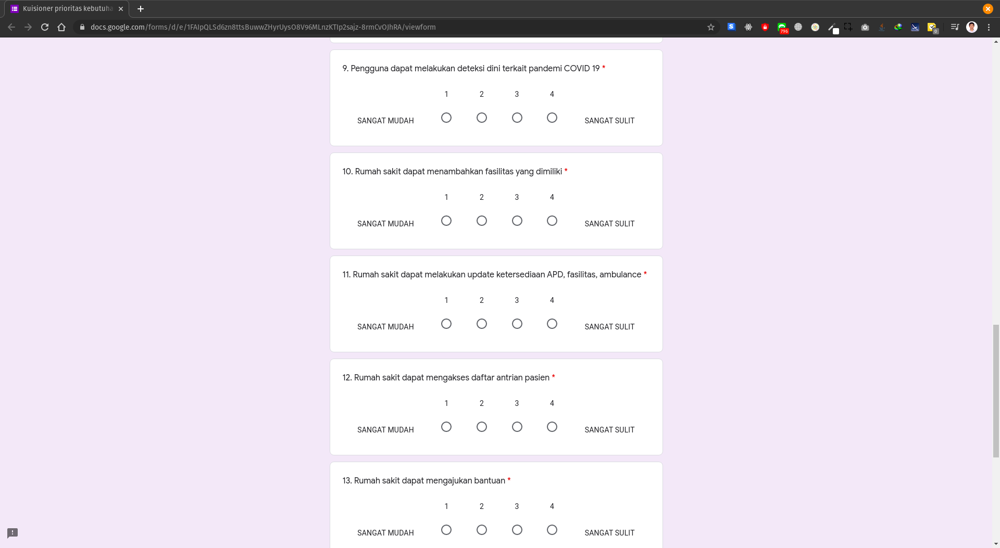 Kuisioner prioritas kebutuha
docs.google.com/forms/d/e/1FAIpQLSd6zn8ttsBuwwZHyrUysO8V96MLnzKTIp2sajz-8rmCvOJhRA/viewform
S
796
0
9. Pengguna dapat melakukan deteksi dini terkait pandemi COVID 19 *
1 2 3 4
SANGAT MUDAH SANGAT SULIT
10. Rumah sakit dapat menambahkan fasilitas yang dimiliki *
1 2 3 4
SANGAT MUDAH SANGAT SULIT
11. Rumah sakit dapat melakukan update ketersediaan APD, fasilitas, ambulance *
1 2 3 4
SANGAT MUDAH SANGAT SULIT
12. Rumah sakit dapat mengakses daftar antrian pasien *
1 2 3 4
SANGAT MUDAH SANGAT SULIT
13. Rumah sakit dapat mengajukan bantuan *
1 2 3 4
SANGAT MUDAH SANGAT SULIT